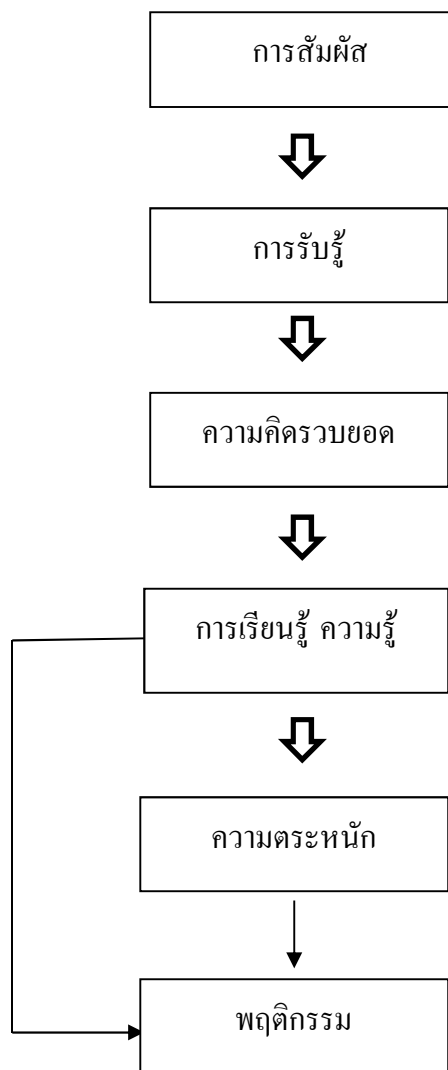 การสัมผัส
การรับรู้
ความคิดรวบยอด
การเรียนรู้ ความรู้
ความตระหนัก
พฤติกรรม